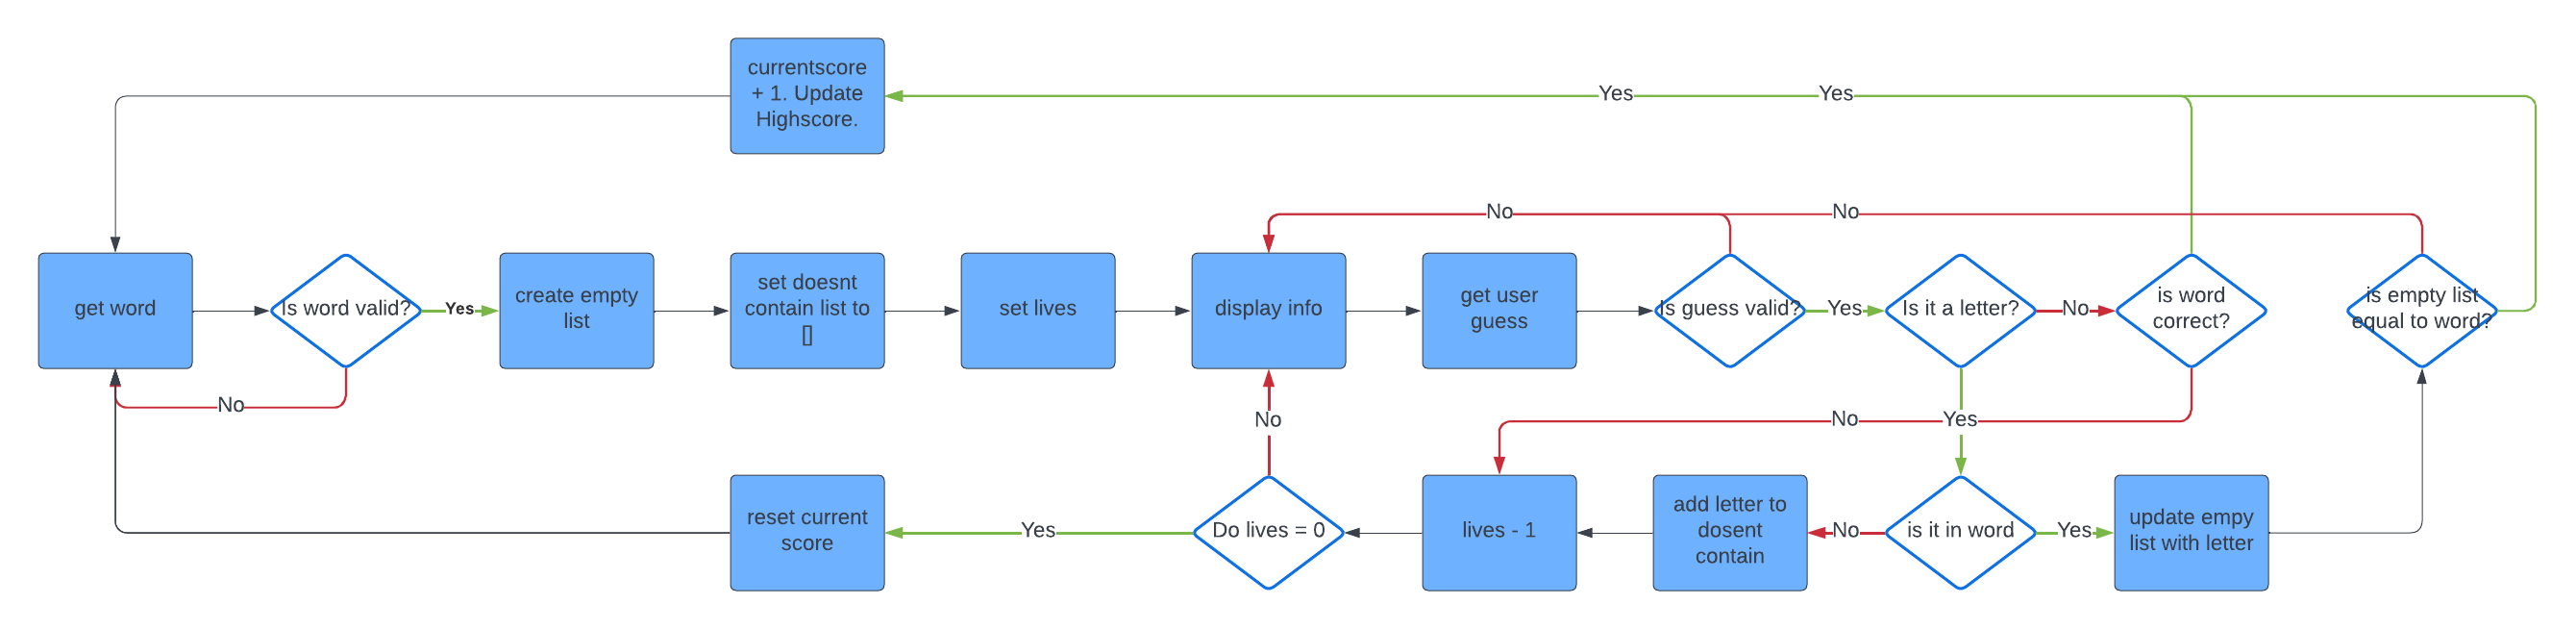 currentscore
+ 1. Update
Highscore.
Yes
Yes
No
No
get word
Is word valid?
Yes
create empty
list
set doesnt
contain list to
[]
set lives
display info
get user
guess
Is guess valid?
Yes
Is it a letter?
No
is word
correct?
is empty list
equal to word?
No
No
No
Yes
reset current
score
Yes
Do lives = 0
lives - 1
add letter to
dosent
contain
No
is it in word
Yes
update empy
list with letter